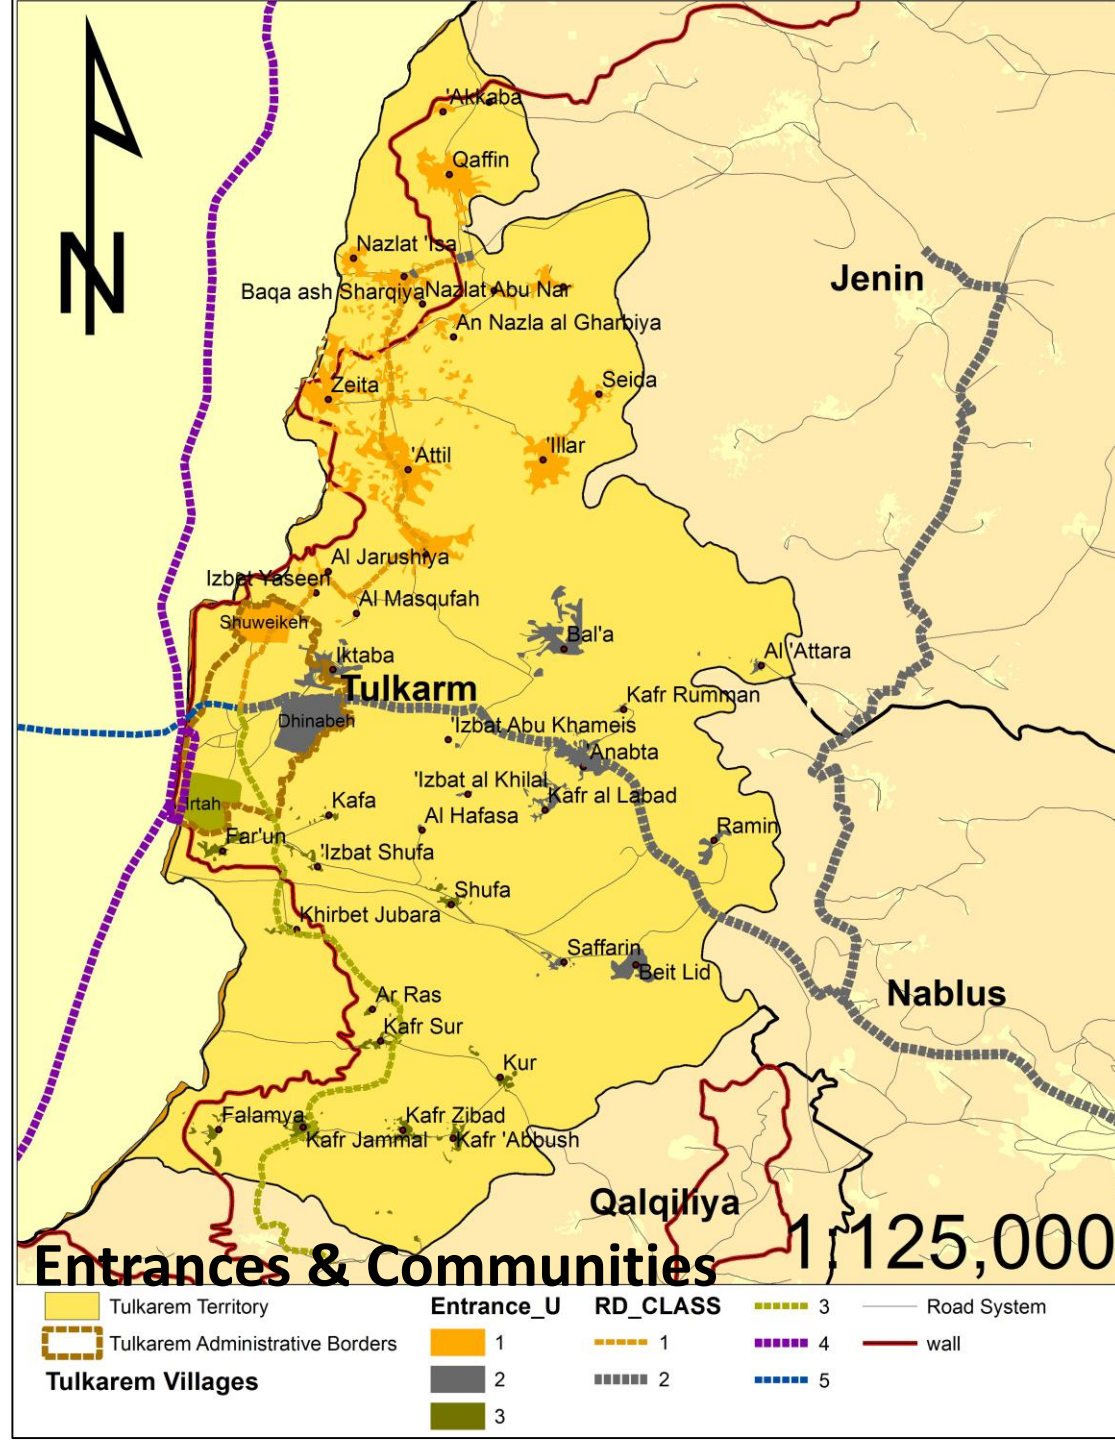 'Akkaba
Qaffin
N
Nazlat 'Isa
Jenin
Baqa ash Sharqiya
Nazlat Abu Nar
An Nazla al Gharbiya
Zeita
Seida
'Attil
'Illar
Al Jarushiya
Izbet Yaseen
Al Masqufah
Shuweikeh
Bal'a
Iktaba
Al 'Attara
Tulkarm
Kafr Rumman
Dhinabeh
'Izbat Abu Khameis
'Anabta
'Izbat al Khilal
Kafr al Labad
Irtah
Kafa
Al Hafasa
Ramin
Far'un
'Izbat Shufa
Shufa
Khirbet Jubara
Saffarin
Beit Lid
Nablus
Ar Ras
Kafr Sur
Kur
Falamya
Kafr Zibad
Kafr Jammal
Kafr 'Abbush
Qalqiliya
1:125,000
Entrances & Communities
Tulkarem Territory
Tulkarem Administrative Borders
Tulkarem Villages
Entrance_U
1
2
3
RD_CLASS
1
2
3
4
5
Road System
wall